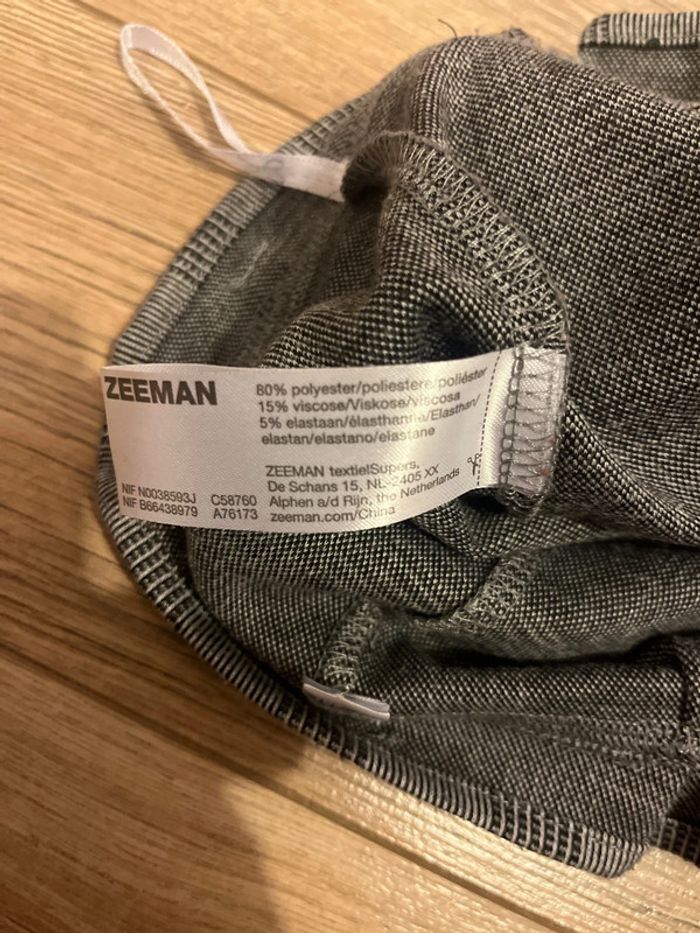 ZEEMAN
80% polyester/poliestere/poliéster
15% viscose/Viskose/viscosa
5% elastaan/élasthanne/Elasthan/
elastan/elastano/elastane
ZEEMAN textielSupers,
De Schans 15, NL-2405 XX
Alphen a/d Rijn, the Netherlands
zeeman.com/China
NIF N0038593J C58760
NIF B66438979 A76173